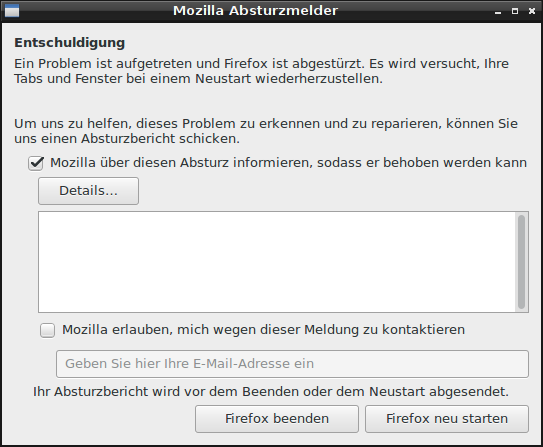 Mozilla Absturzmelder
Entschuldigung
Ein Problem ist aufgetreten und Firefox ist abgestürzt. Es wird versucht, Ihre
Tabs und Fenster bei einem Neustart wiederherzustellen.
Um uns zu helfen, dieses Problem zu erkennen und zu reparieren, können Sie
uns einen Absturzbericht schicken.
Mozilla über diesen Absturz informieren, sodass er behoben werden kann
Details...
Mozilla erlauben, mich wegen dieser Meldung zu kontaktieren
Geben Sie hier Ihre E-Mail-Adresse ein
Ihr Absturzbericht wird vor dem Beenden oder dem Neustart abgesendet.
Firefox beenden
Firefox neu starten